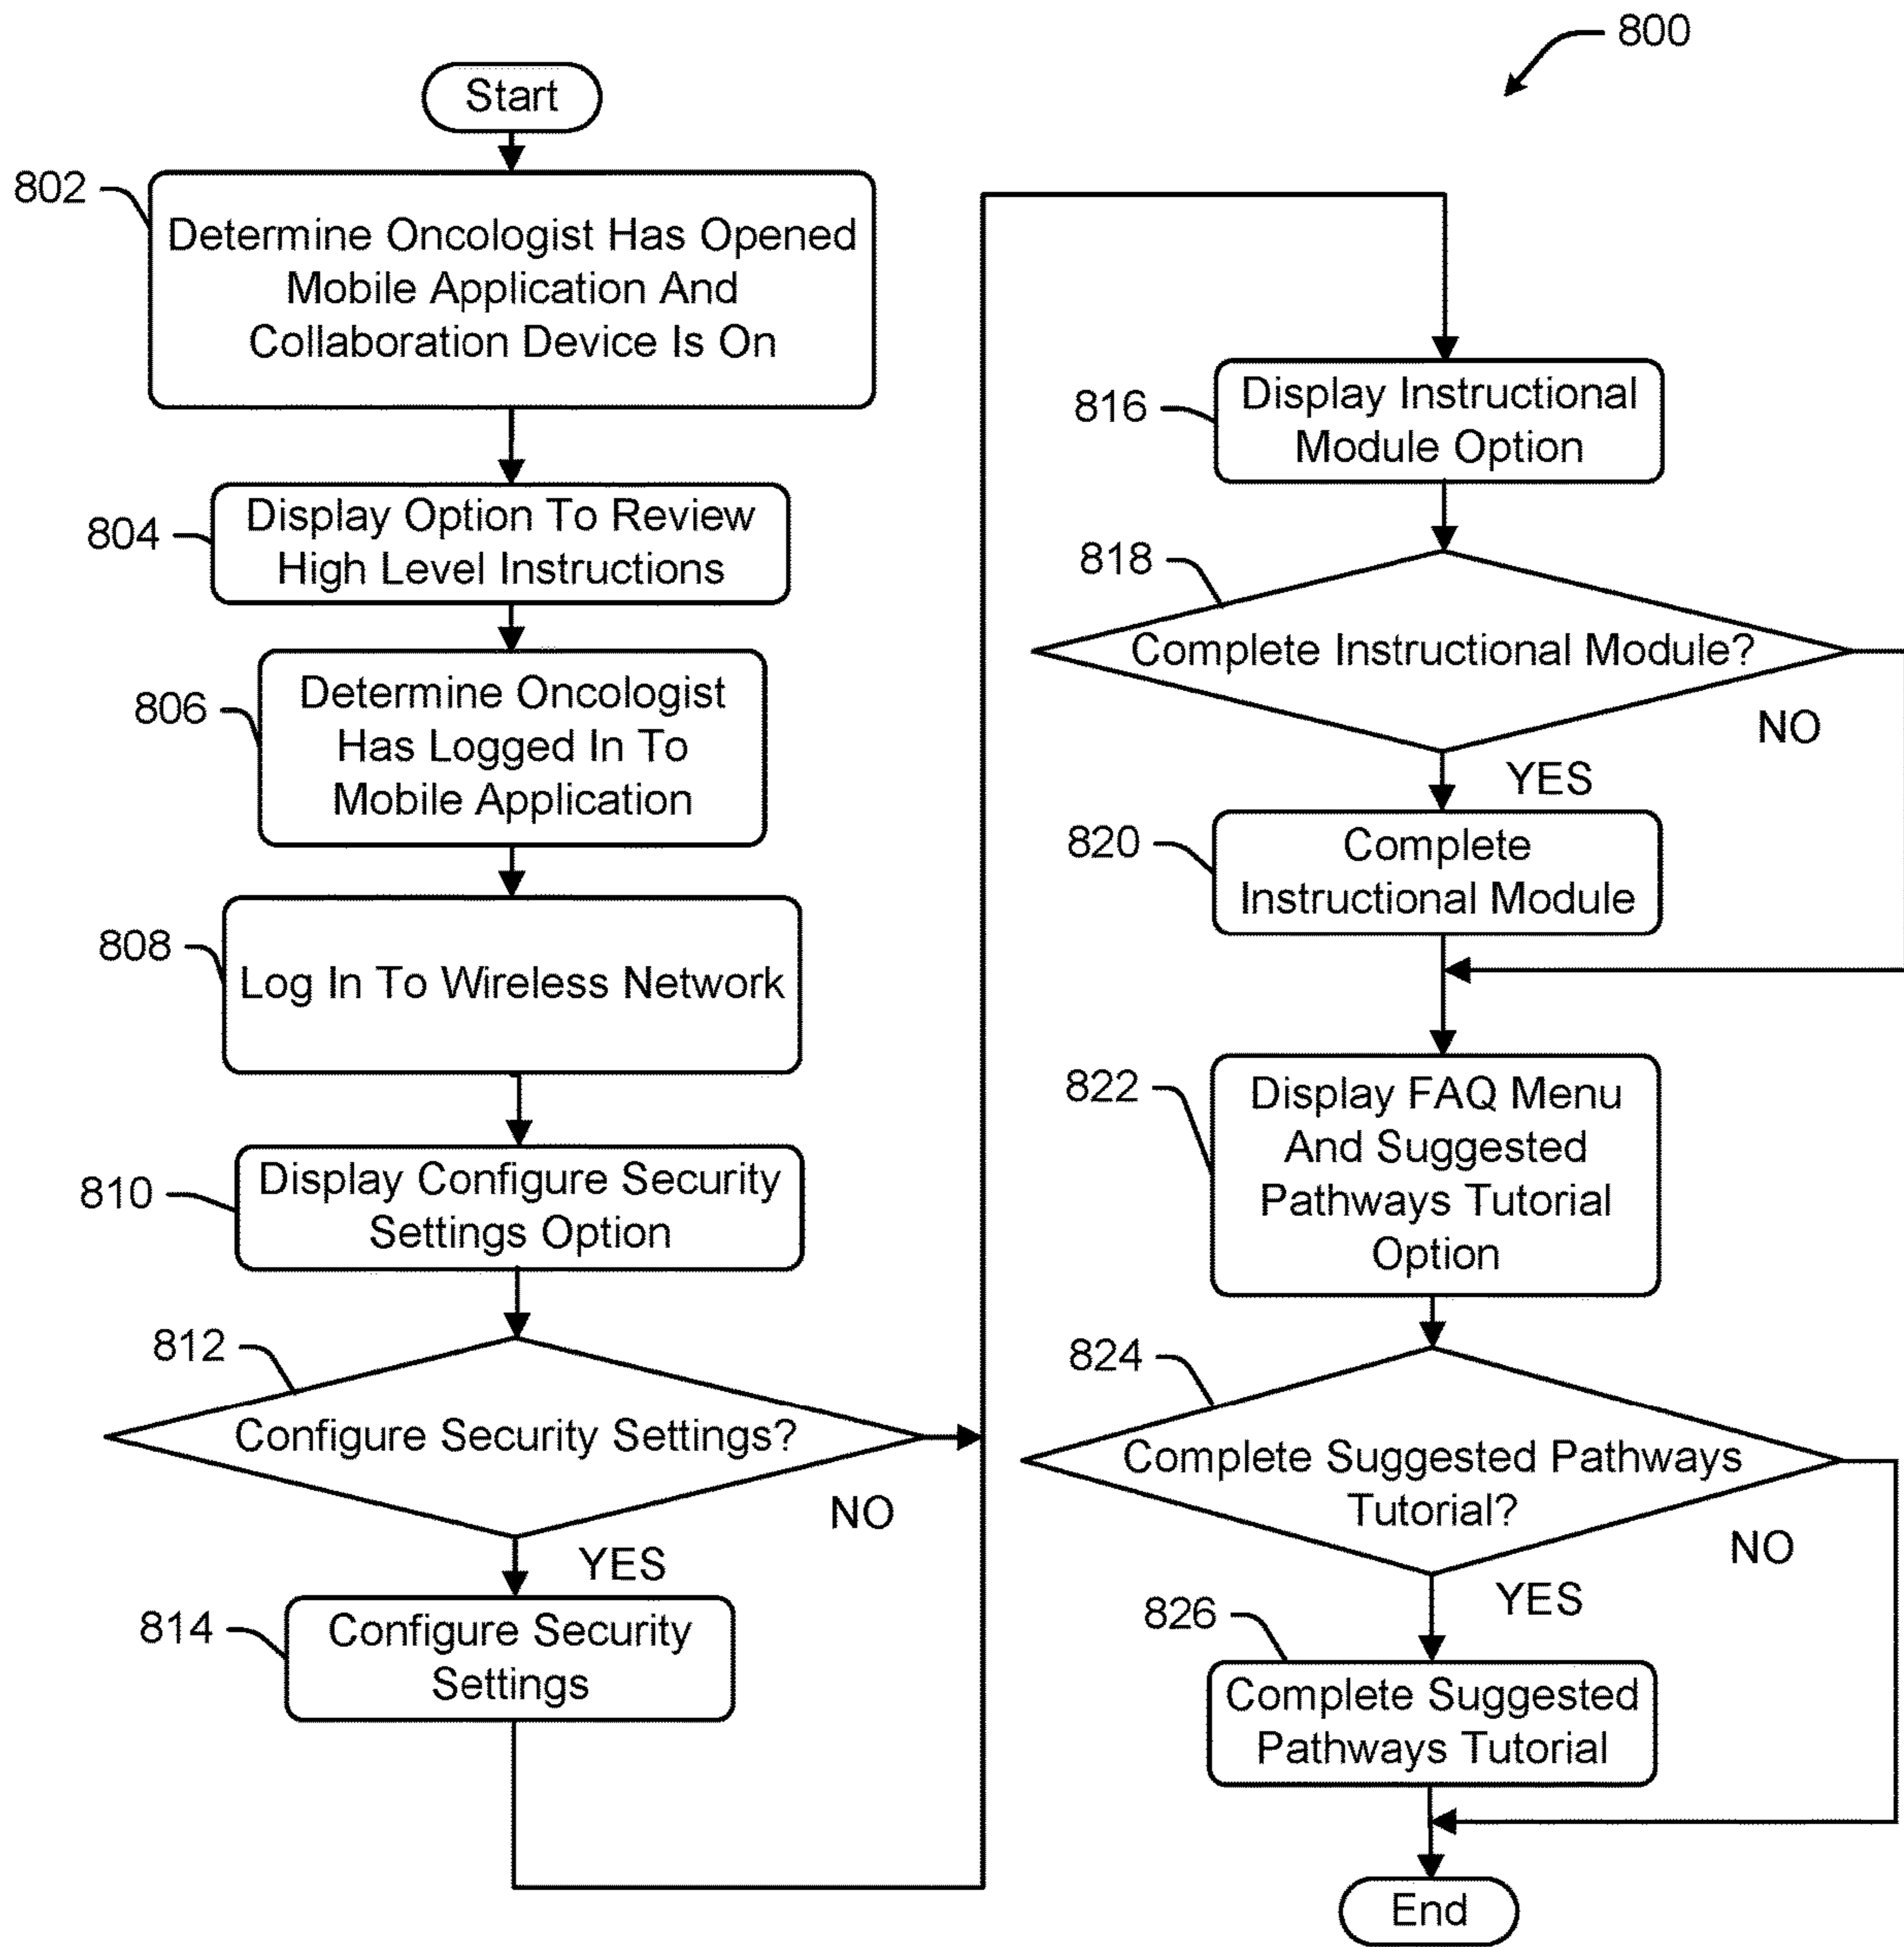 800
Start
802
Determine Oncologist Has Opened
Mobile Application And
Collaboration Device Is On
804
Display Option To Review
High Level Instructions
806
Determine Oncologist
Has Logged In To
Mobile Application
808
Log In To Wireless Network
810
Display Configure Security
Settings Option
812
Configure Security Settings?
NO
YES
814
Configure Security
Settings
816
Display Instructional
Module Option
818
Complete Instructional Module?
NO
YES
820
Complete
Instructional Module
822
Display FAQ Menu
And Suggested
Pathways Tutorial
Option
824
Complete Suggested Pathways
Tutorial?
NO
YES
826
Complete Suggested
Pathways Tutorial
End